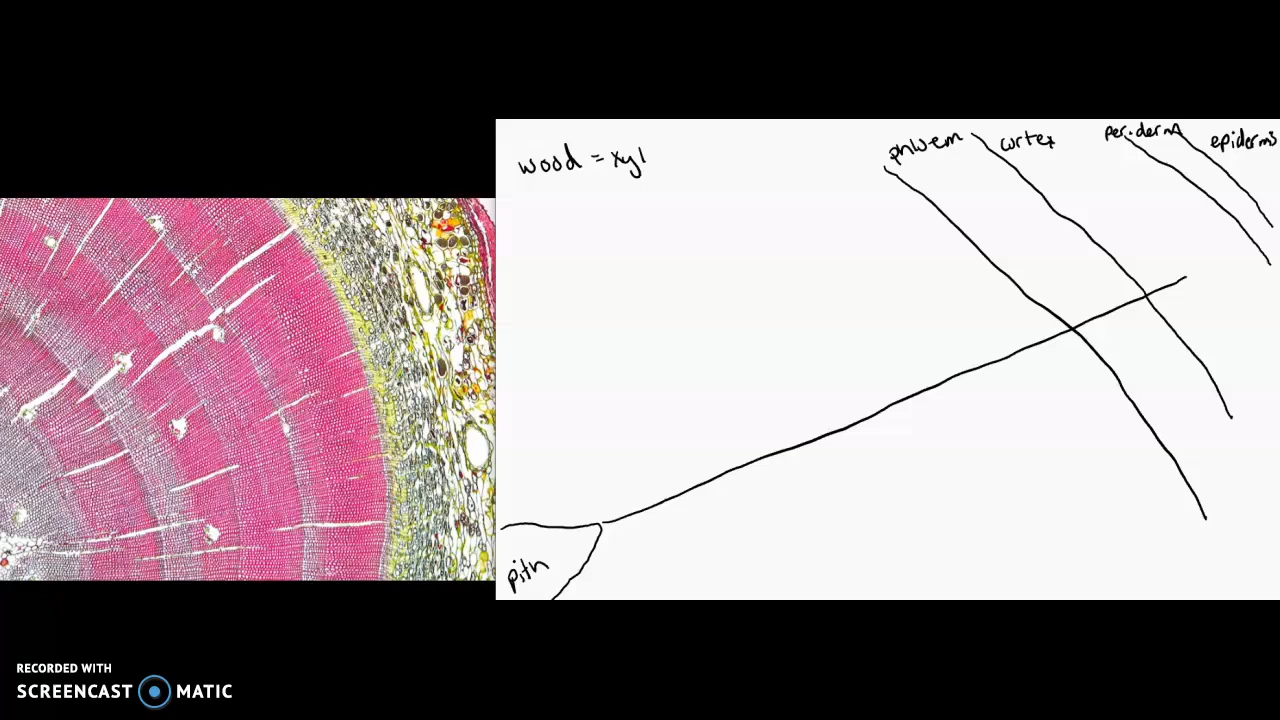 wood = xyl
phloem
cortex
periderm
epidermis
pith
RECORDED WITH
SCREENCAST MATIC